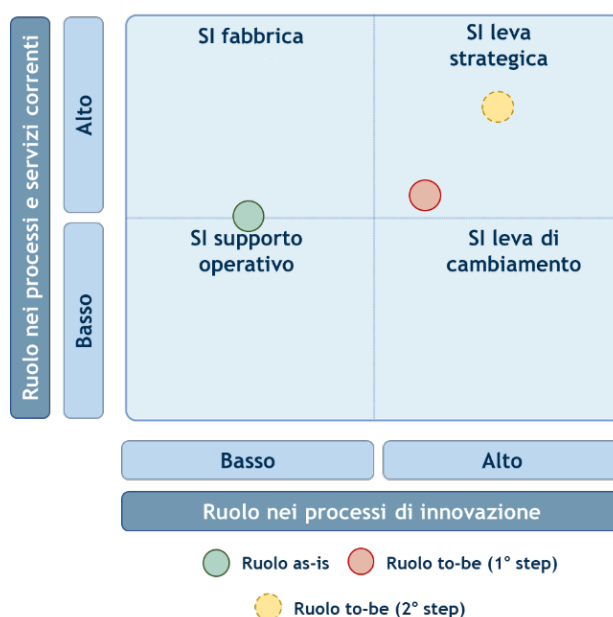 Ruolo nei processi e servizi correnti
Alto
Basso
SI fabbrica
SI leva
strategica
SI supporto
operativo
SI leva di
cambiamento
Basso
Alto
Ruolo nei processi di innovazione
Ruolo as-is
Ruolo to-be (1° step)
Ruolo to-be (2° step)